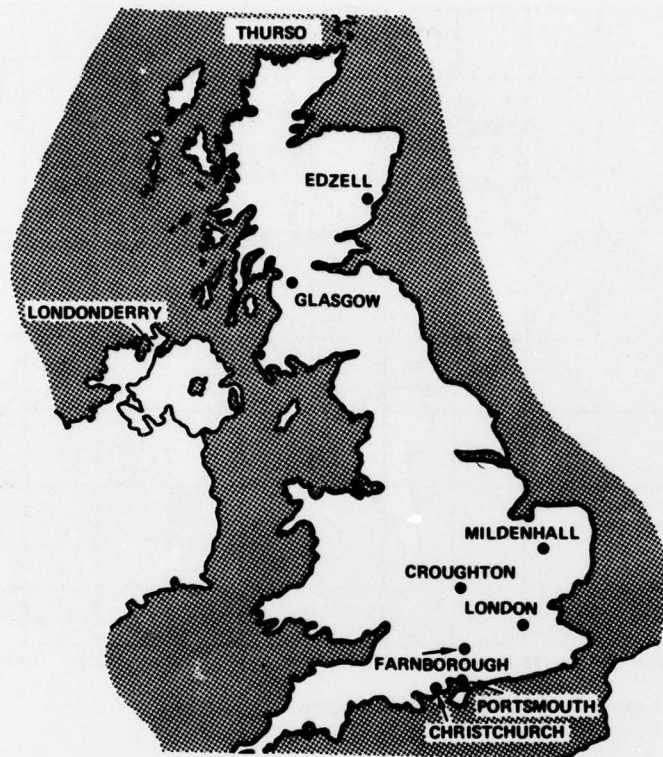 THURSO
EDZELL
GLASGOW
LONDONDERRY
MILDENHALL
CROUGHTON
LONDON
FARNBOROUGH
PORTSMOUTH
CHRISTCHURCH